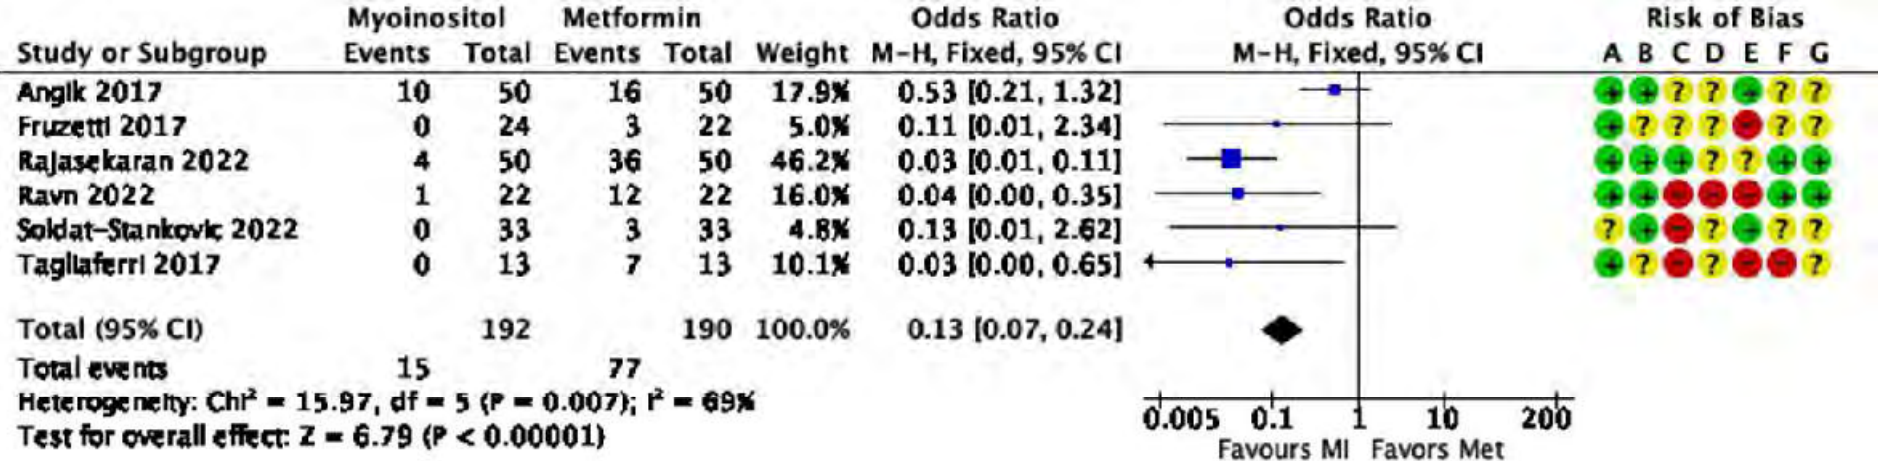 Myoinositol Metformin Odds Ratio Odds Ratio Risk of Bias
Study or Subgroup Events Total Events Total Weight M-H, Fixed, 95% CI M-H, Fixed, 95% CI A B C D E F G
Angik 2017 10 50 16 50 17.9% 0.53 [0.21, 1.32] + + ? ? + ? ?
Fruzetti 2017 0 24 3 22 5.0% 0.11 [0.01, 2.34] + ? ? ? - ? ?
Rajasekaran 2022 4 50 36 50 46.2% 0.03 [0.01, 0.11] + + + ? ? + +
Ravn 2022 1 22 12 22 16.0% 0.04 [0.00, 0.35] + + - - - + +
Soldat-Stankovic 2022 0 33 3 33 4.8% 0.13 [0.01, 2.62] ? + - ? + ? ?
Tagliaferri 2017 0 13 7 13 10.1% 0.03 [0.00, 0.65] + ? - ? - - ?
Total (95% CI) 192 190 100.0% 0.13 [0.07, 0.24]
Total events 15 77
Heterogeneity: Chi² = 15.97, df = 5 (P = 0.007); I² = 69%
Test for overall effect: Z = 6.79 (P < 0.00001)
0.005 0.1 1 10 200
Favours MI Favors Met